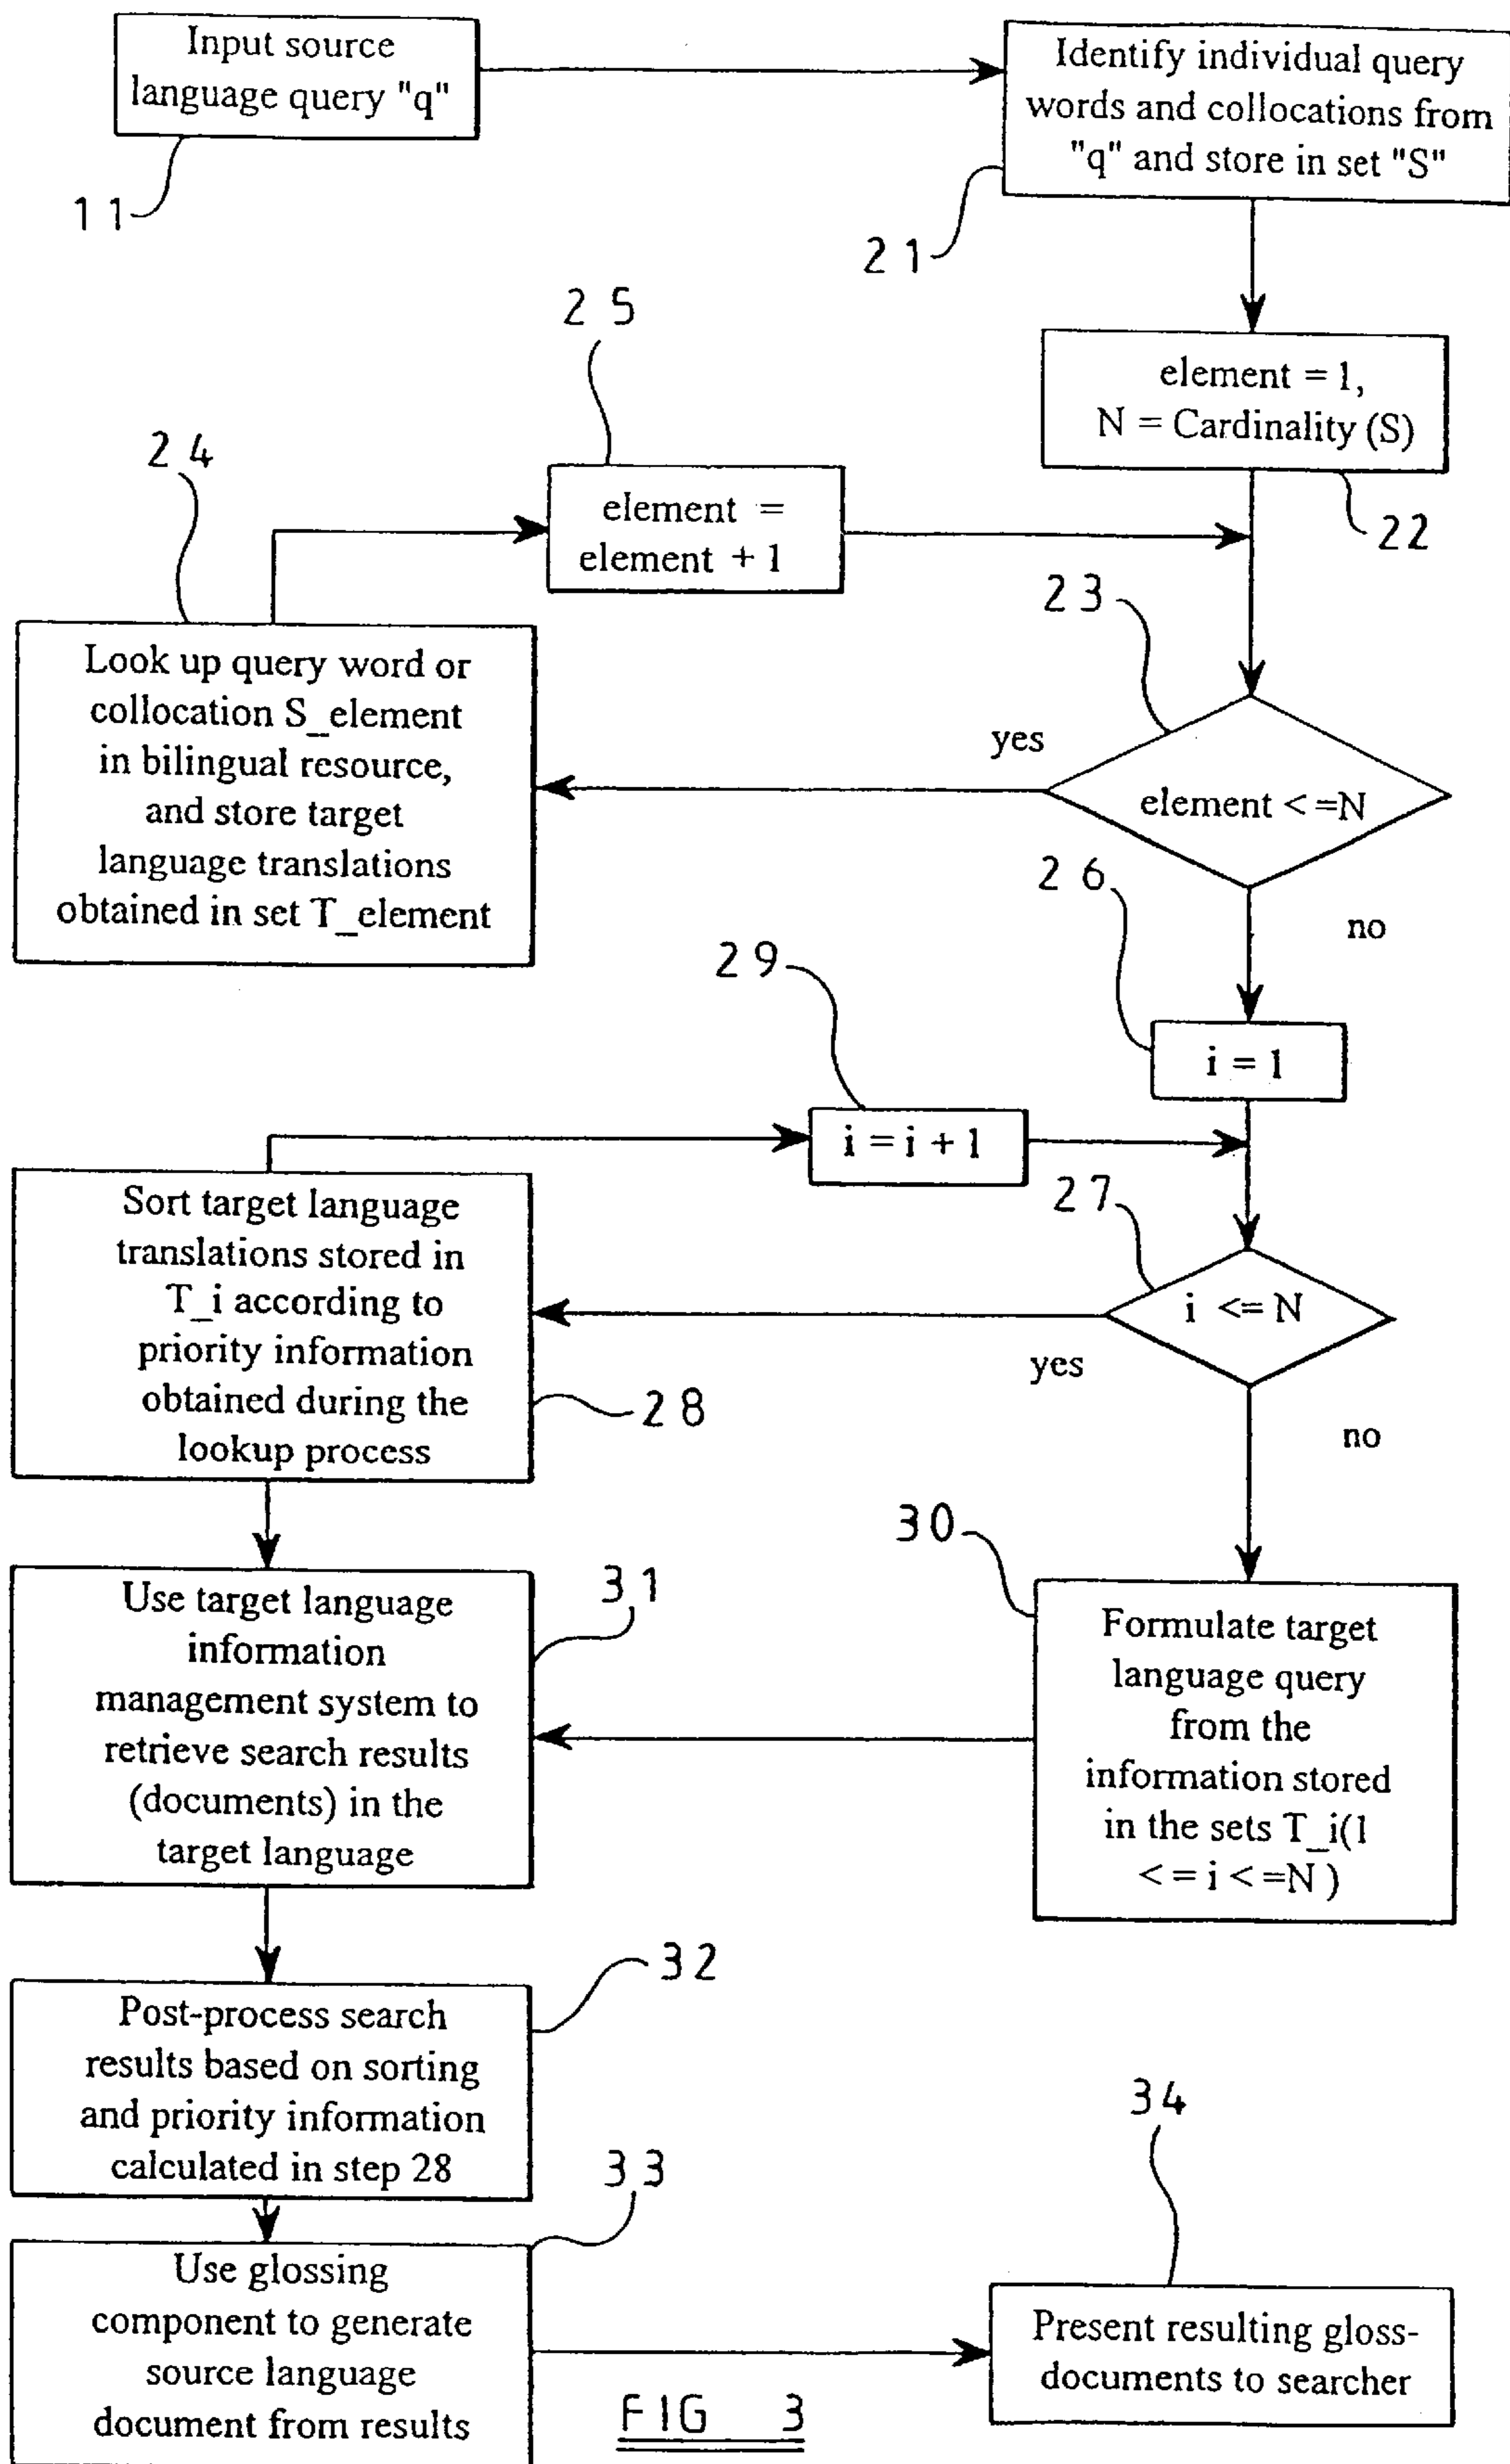 Input source
language query "q"
11
Identify individual query
words and collocations from
"q" and store in set "S"
21
element = 1,
N = Cardinality (S)
22
25
element =
element + 1
24
Look up query word or
collocation S_element
in bilingual resource,
and store target
language translations
obtained in set T_element
23
yes
element < =N
no
26
i = 1
29
i = i + 1
27
i <= N
yes
no
Sort target language
translations stored in
T_i according to
priority information
obtained during the
lookup process
28
30
Formulate target
language query
from the
information stored
in the sets T_i(1
< = i < =N )
31
Use target language
information
management system to
retrieve search results
(documents) in the
target language
32
Post-process search
results based on sorting
and priority information
calculated in step 28
33
Use glossing
component to generate
source language
document from results
34
Present resulting gloss-
documents to searcher
FIG 3